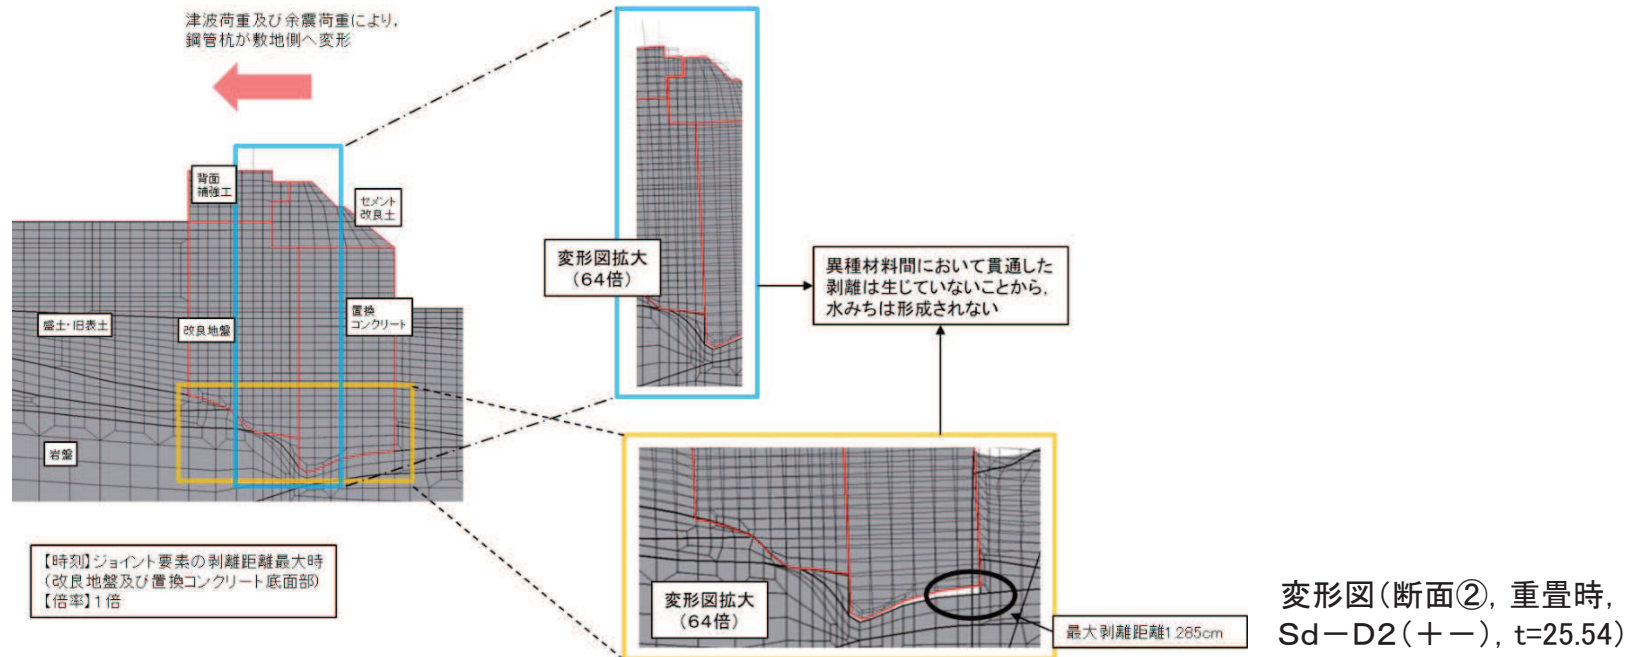 津波荷重及び余震荷重により,
鋼管杭が敷地側へ変形
背面
補強工
セメント
改良土
盛土・旧表土
改良地盤
置換
コンクリート
岩盤
【時刻】ジョイント要素の剥離距離最大時
(改良地盤及び置換コンクリート底面部)
【倍率】1倍
変形図拡大
(64倍)
異種材料間において貫通した
剥離は生じていないことから,
水みちは形成されない
変形図拡大
(64倍)
最大剥離距離1.285cm
変形図(断面②, 重畳時,
Sd-D2(+-), t=25.54)